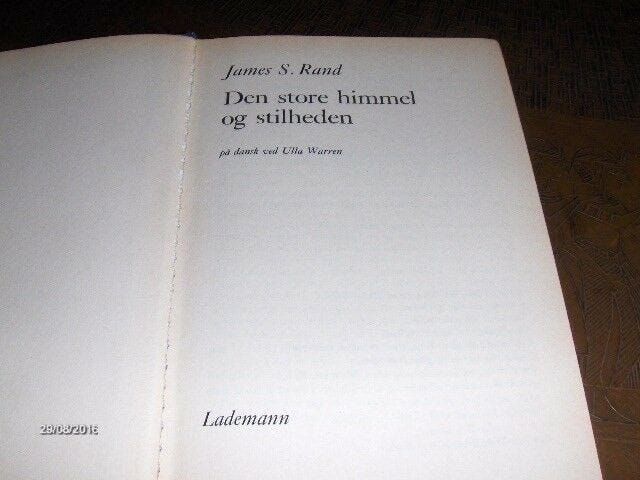 James S. Rand
Den store himmel
og stilheden
på dansk ved Ulla Warren
Lademann
29/08/2016